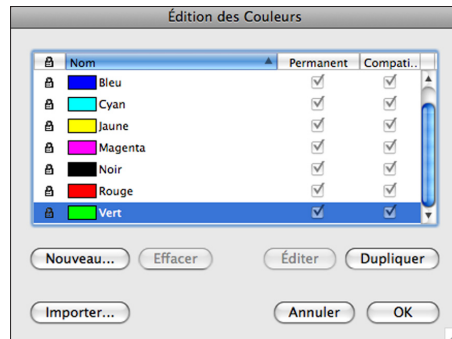 Édition des Couleurs
Nom Permanent Compati..
Bleu
Cyan
Jaune
Magenta
Noir
Rouge
Vert
Nouveau... Effacer Éditer Dupliquer
Importer... Annuler OK